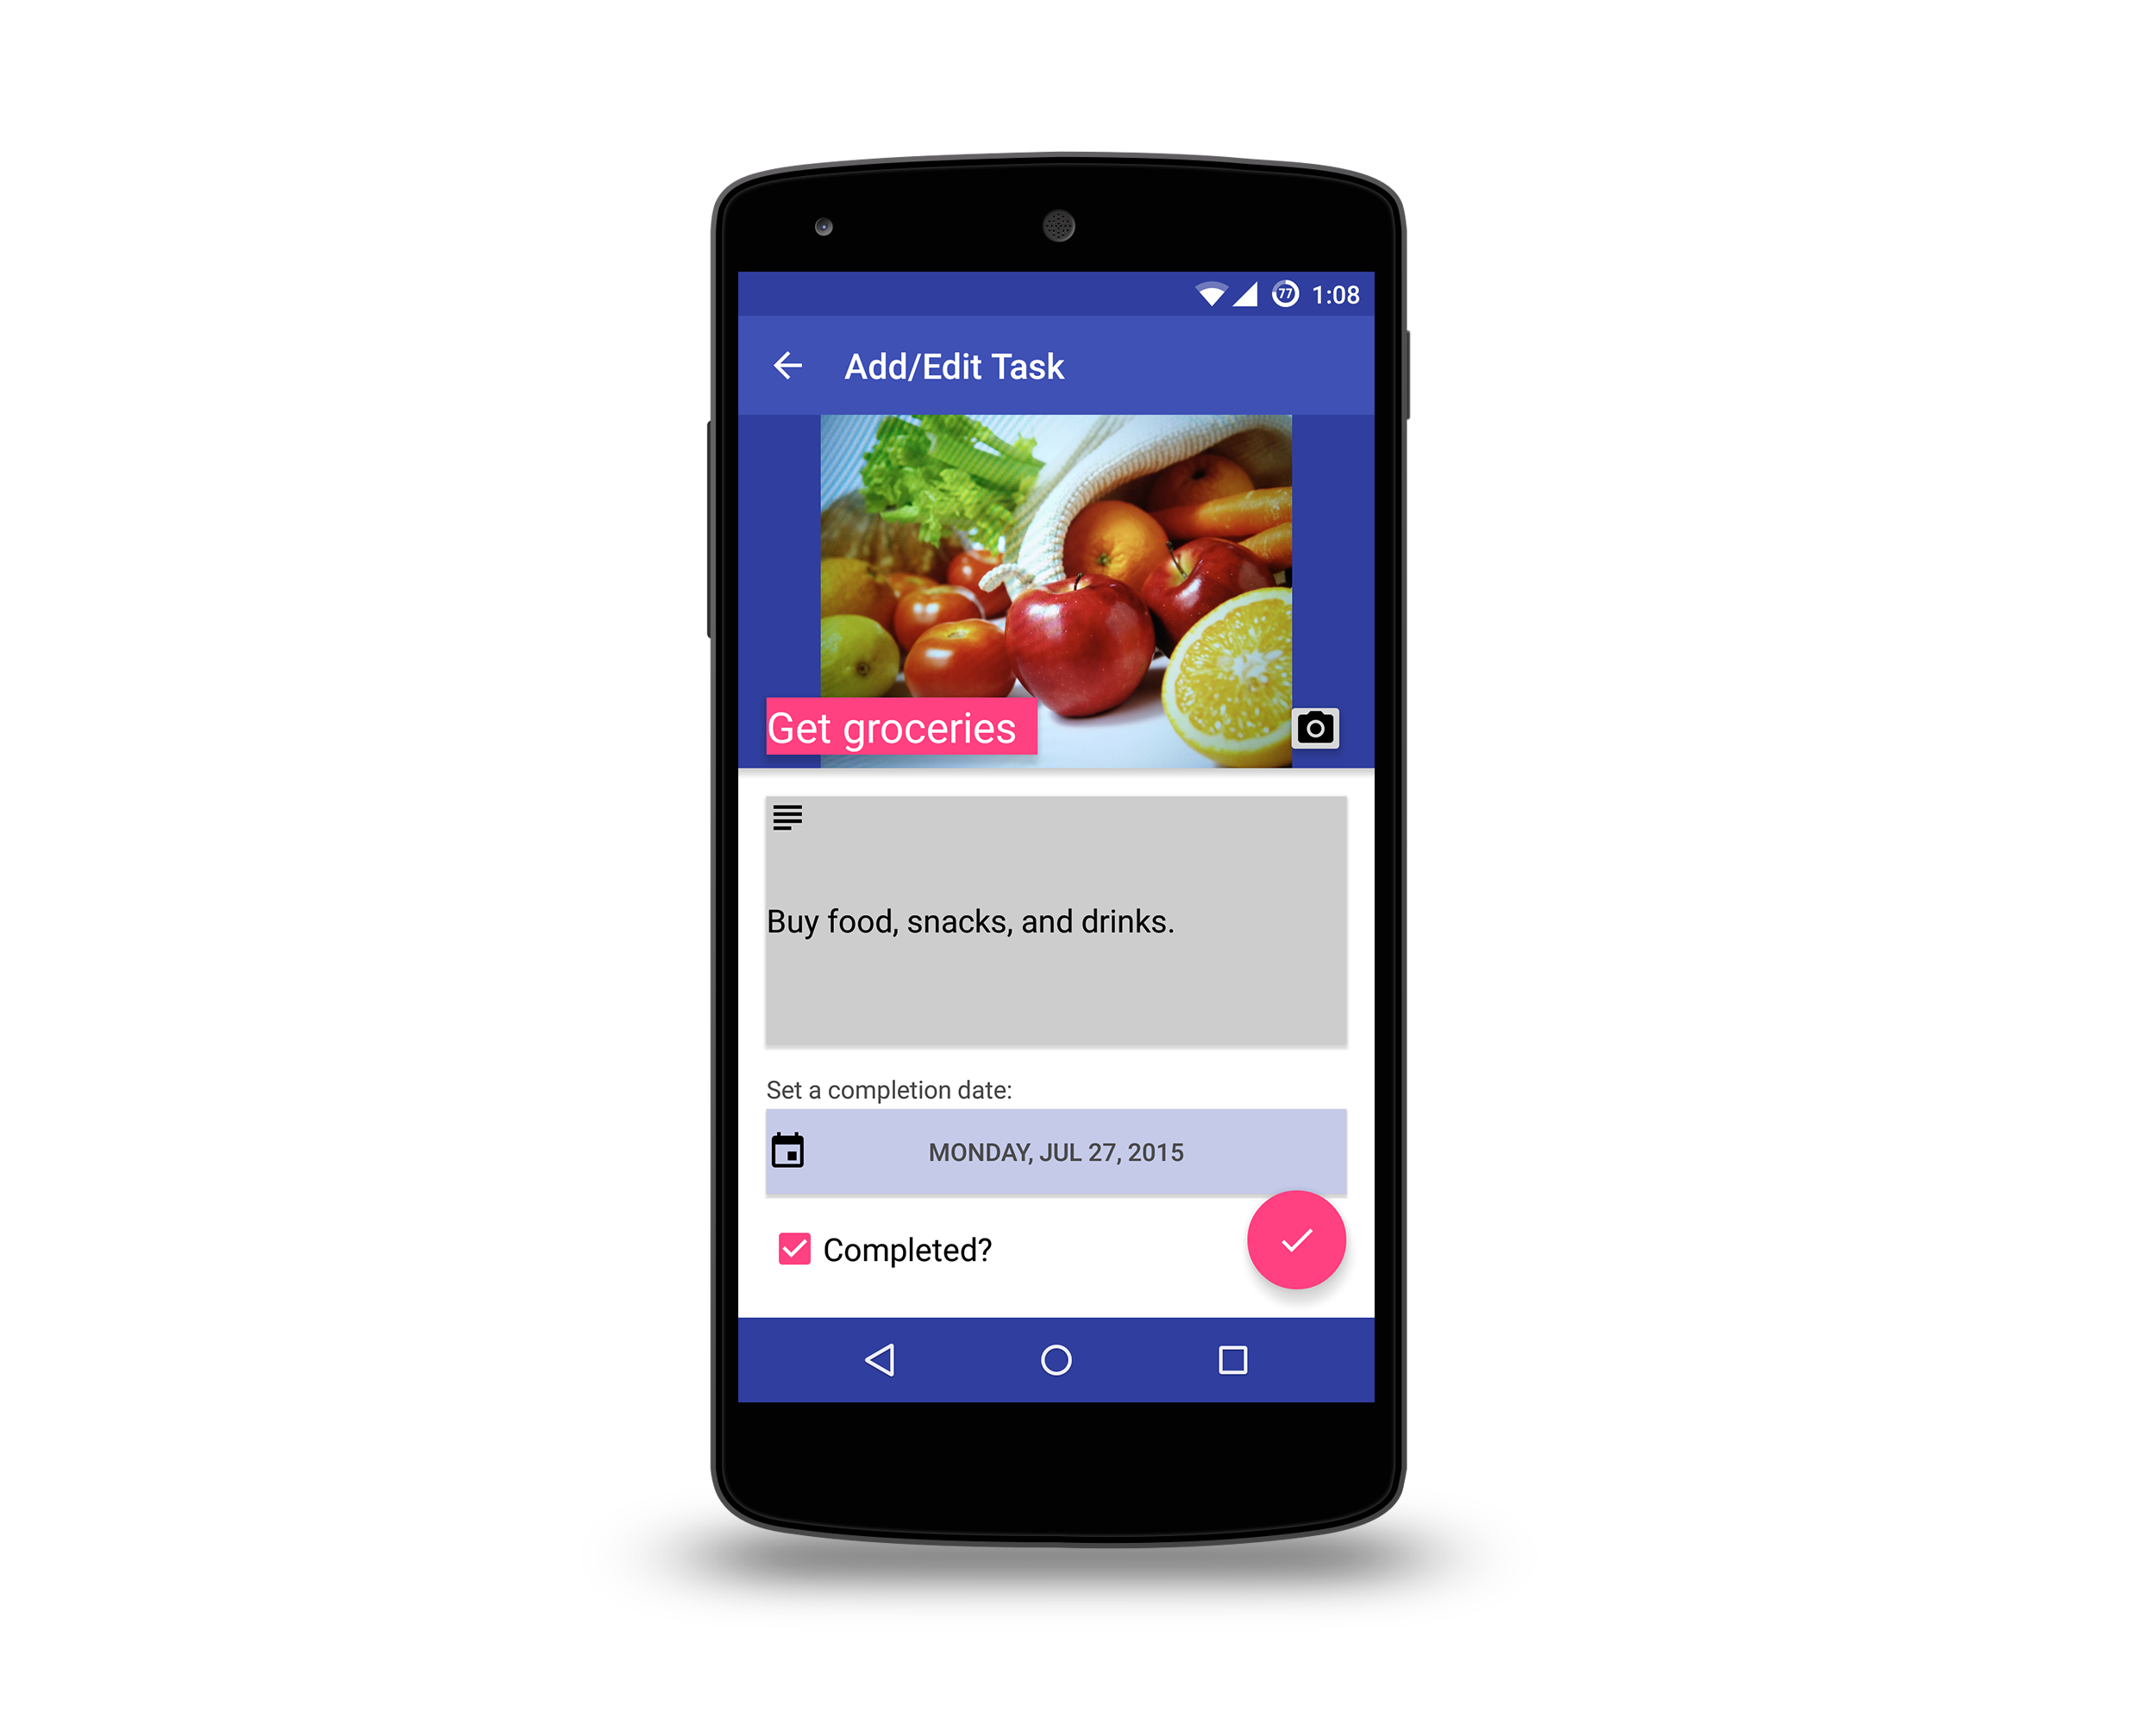 77 1:08
Add/Edit Task
Get groceries
Buy food, snacks, and drinks.
Set a completion date:
MONDAY, JUL 27, 2015
Completed?